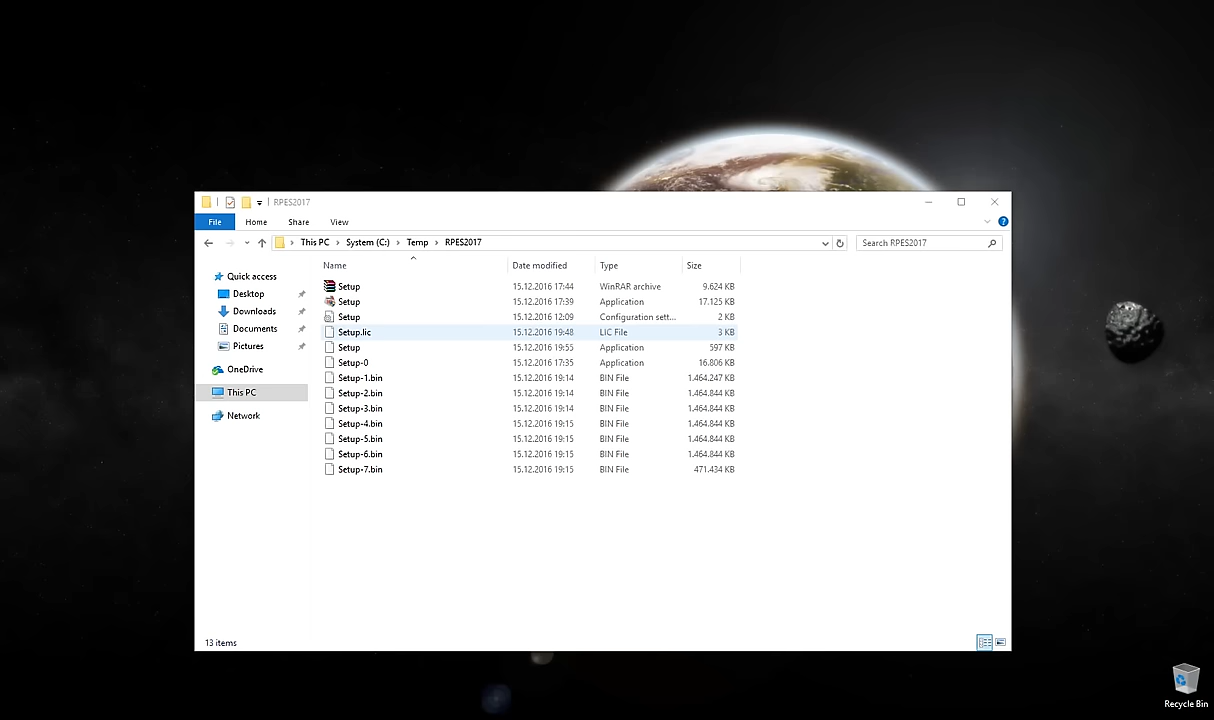 RPES2017
File Home Share View
This PC System (C:) Temp RPES2017 Search RPES2017
Name Date modified Type Size
Quick access
Desktop
Downloads
Documents
Pictures
OneDrive
This PC
Network
Setup 15.12.2016 17:44 WinRAR archive 9.624 KB
Setup 15.12.2016 17:39 Application 17.125 KB
Setup 15.12.2016 12:09 Configuration sett... 2 KB
Setup.lic 15.12.2016 19:48 LIC File 3 KB
Setup 15.12.2016 19:55 Application 597 KB
Setup-0 15.12.2016 17:35 Application 16.806 KB
Setup-1.bin 15.12.2016 19:14 BIN File 1.464.247 KB
Setup-2.bin 15.12.2016 19:14 BIN File 1.464.844 KB
Setup-3.bin 15.12.2016 19:14 BIN File 1.464.844 KB
Setup-4.bin 15.12.2016 19:15 BIN File 1.464.844 KB
Setup-5.bin 15.12.2016 19:15 BIN File 1.464.844 KB
Setup-6.bin 15.12.2016 19:15 BIN File 1.464.844 KB
Setup-7.bin 15.12.2016 19:15 BIN File 471.434 KB
13 items
Recycle Bin